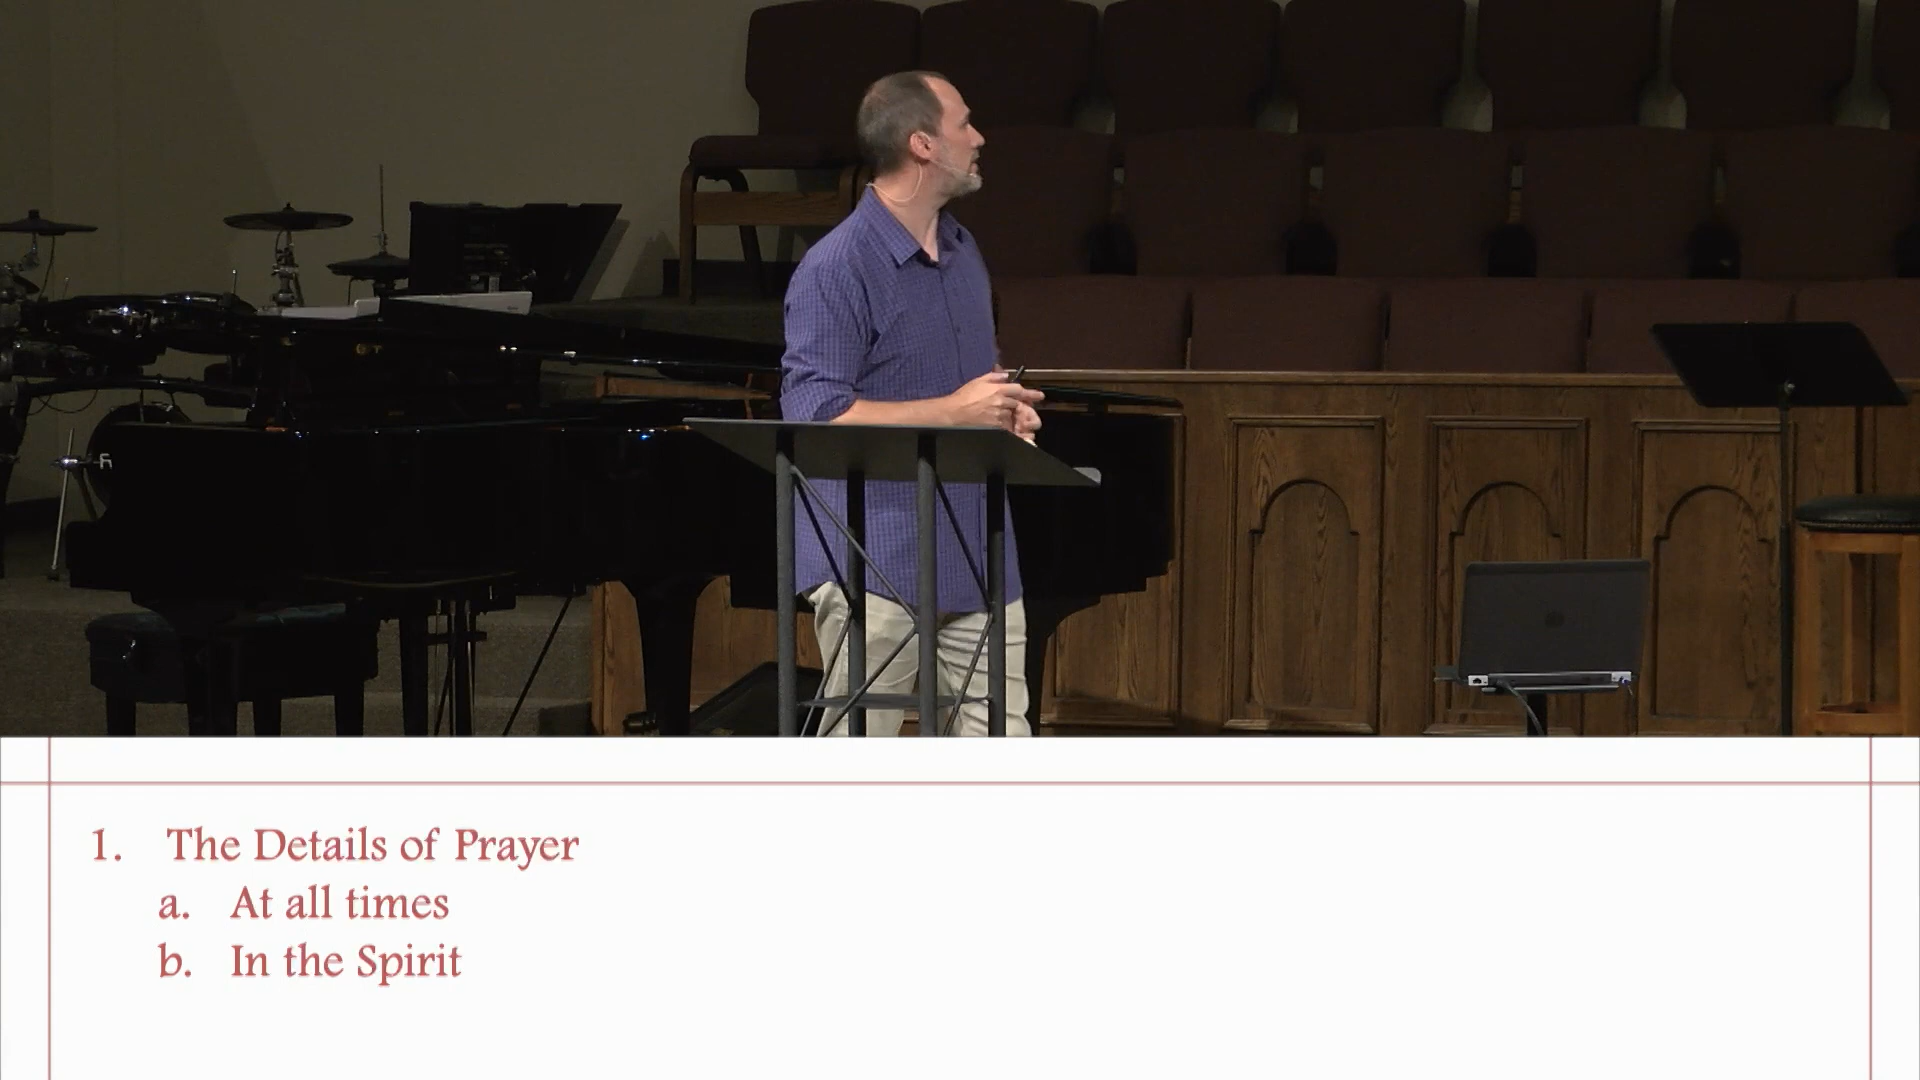 1. The Details of Prayer
a. At all times
b. In the Spirit